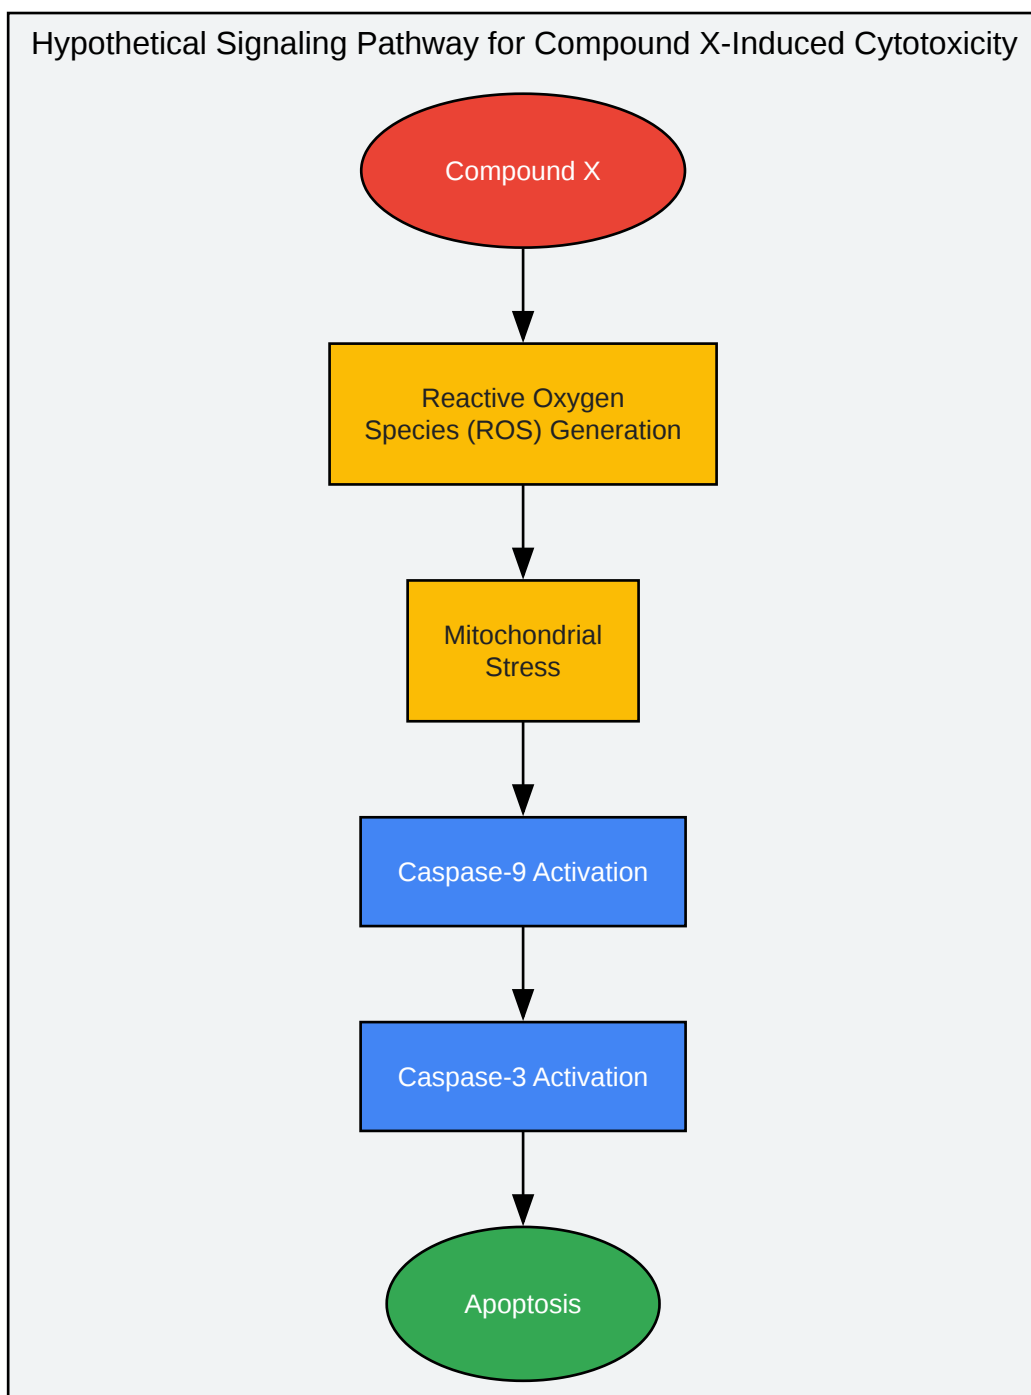 Hypothetical Signaling Pathway for Compound X-Induced Cytotoxicity
Compound X
Reactive Oxygen
Species (ROS) Generation
Mitochondrial
Stress
Caspase-9 Activation
Caspase-3 Activation
Apoptosis